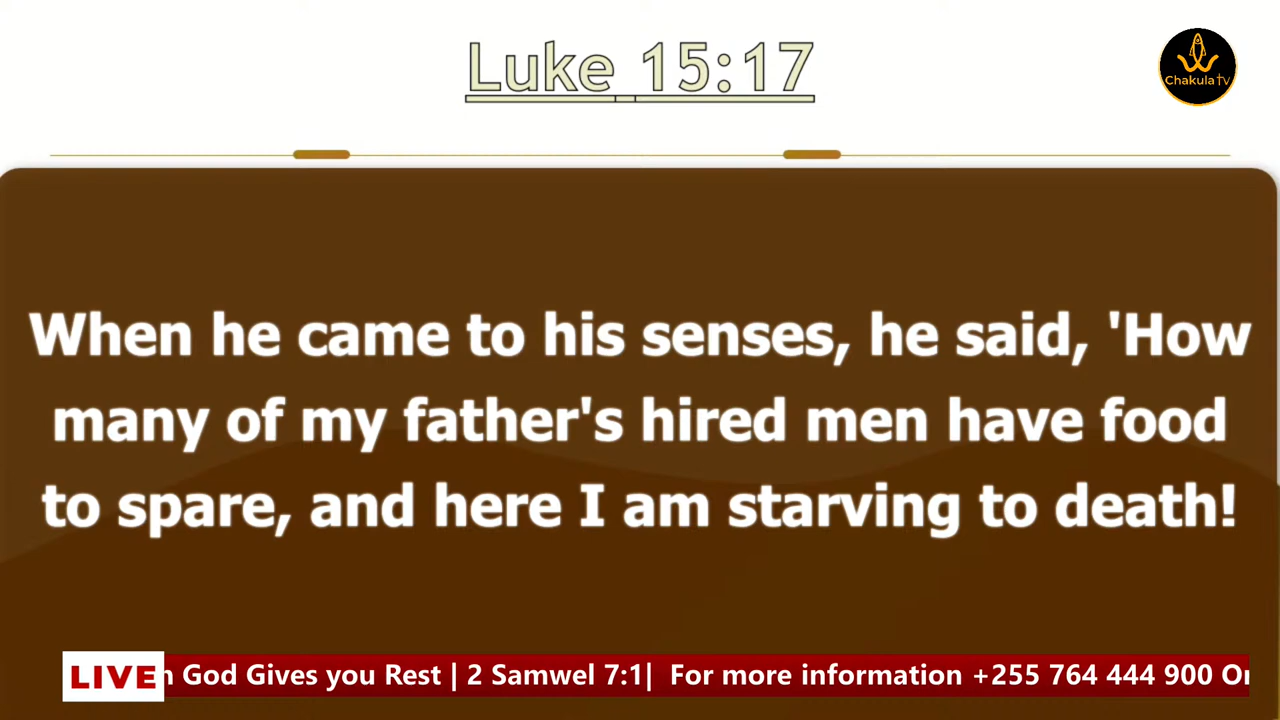 Luke 15:17
Chakula tv
When he came to his senses, he said, 'How
many of my father's hired men have food
to spare, and here I am starving to death!
LIVE
God Gives you Rest | 2 Samwel 7:1| For more information +255 764 444 900